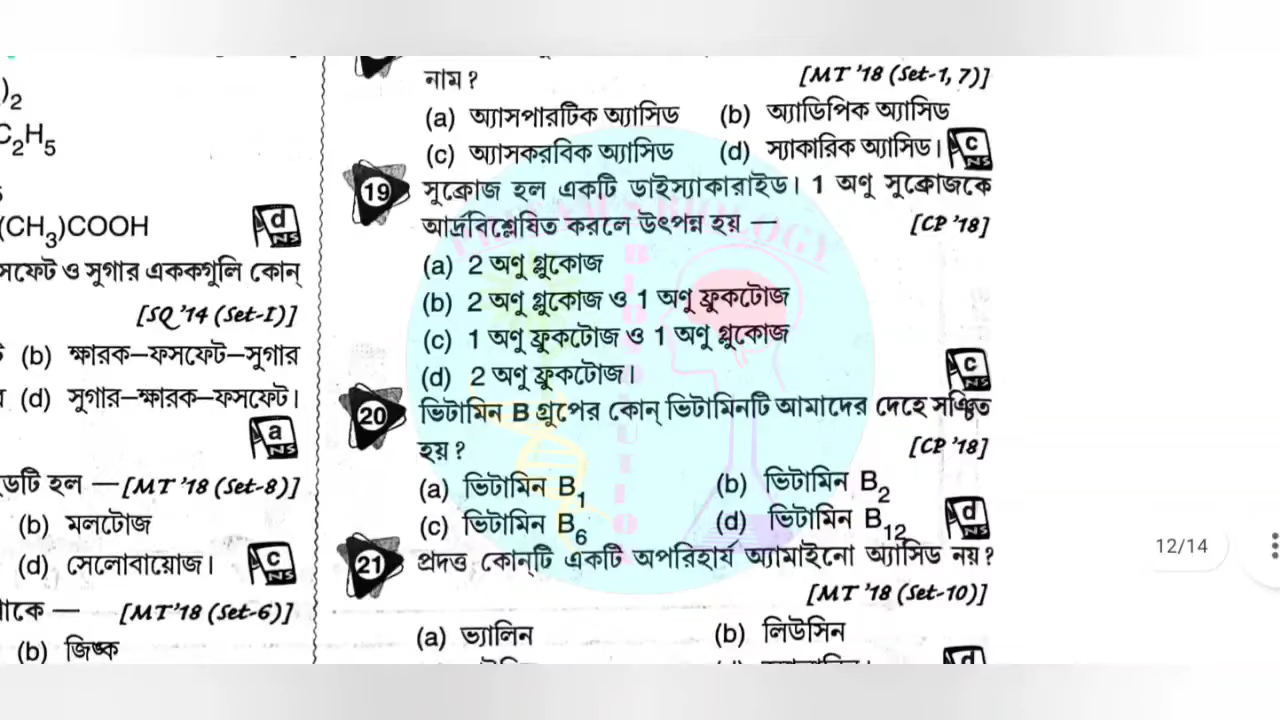 )₂
C₂H₅
(CH₃)COOH
d
NS
সফেট ও সুগার এককগুলি কোন্
[SQ '14 (Set-I)]
(b) ক্ষারক–ফসফেট–সুগার
(d) সুগার–ক্ষারক–ফসফেট।
a
NS
ডটি হল — [MT '18 (Set-8)]
(b) মলটোজ
(d) সেলোবায়োজ।
c
NS
াকে — [MT '18 (Set-6)]
(b) জিঙ্ক
নাম ? [MT '18 (Set-1, 7)]
(a) অ্যাসপারটিক অ্যাসিড (b) অ্যাডিপিক অ্যাসিড
(c) অ্যাসকরবিক অ্যাসিড (d) স্যাকারিক অ্যাসিড। c
NS
19 সুক্রোজ হল একটি ডাইস্যাকারাইড। 1 অণু সুক্রোজকে
আর্দ্রবিশ্লেষিত করলে উৎপন্ন হয় — [CP '18]
(a) 2 অণু গ্লুকোজ
(b) 2 অণু গ্লুকোজ ও 1 অণু ফ্রুকটোজ
(c) 1 অণু ফ্রুকটোজ ও 1 অণু গ্লুকোজ
(d) 2 অণু ফ্রুকটোজ। c
NS
20 ভিটামিন B গ্রুপের কোন্ ভিটামিনটি আমাদের দেহে সঞ্চিত
হয় ? [CP '18]
(a) ভিটামিন B₁ (b) ভিটামিন B₂
(c) ভিটামিন B₆ (d) ভিটামিন B₁₂ d
NS
21 প্রদত্ত কোন্‌টি একটি অপরিহার্য অ্যামাইনো অ্যাসিড নয় ?
[MT '18 (Set-10)]
(a) ভ্যালিন (b) লিউসিন
d
12/14